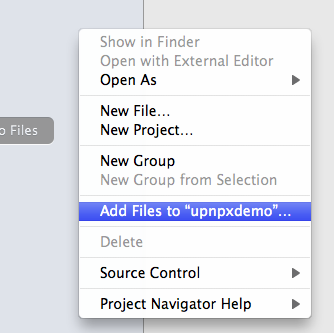 Show in Finder
Open with External Editor
Open As
o Files
New File...
New Project...
New Group
New Group from Selection
Add Files to “upnpxdemo”...
Delete
Source Control
Project Navigator Help